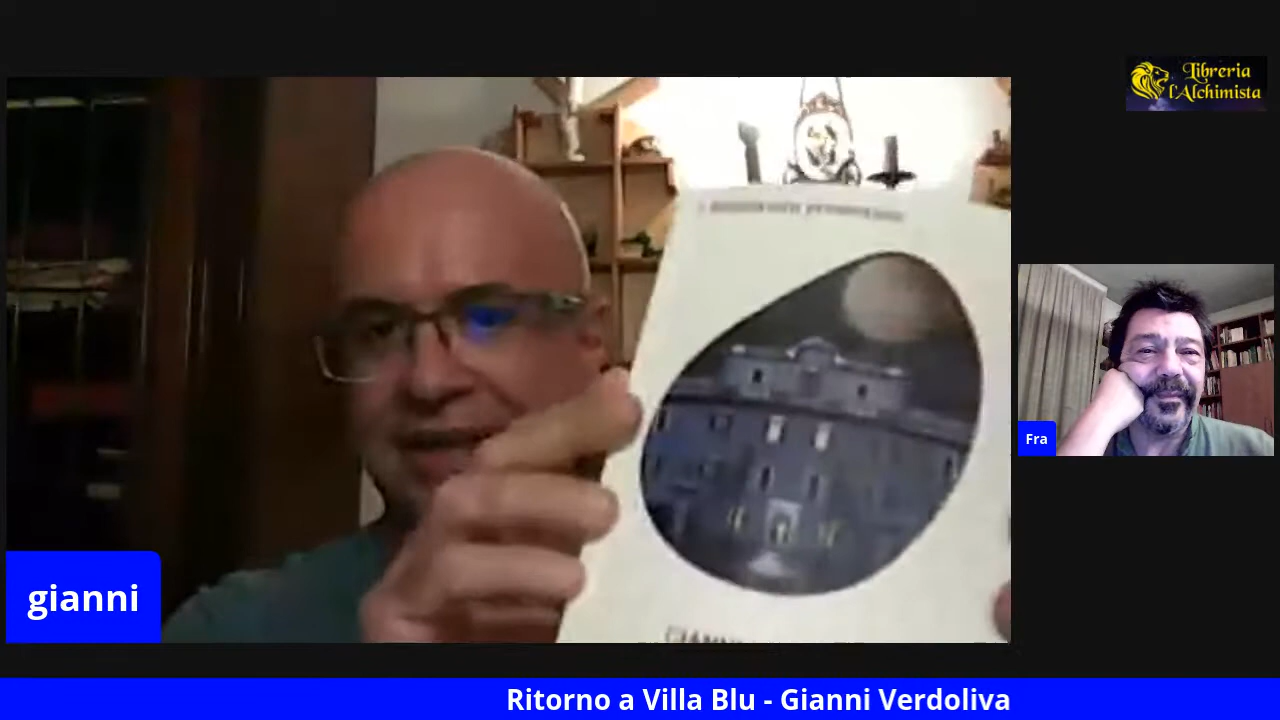 Libreria
l'Alchimista
Fra
gianni
Ritorno a Villa Blu - Gianni Verdoliva